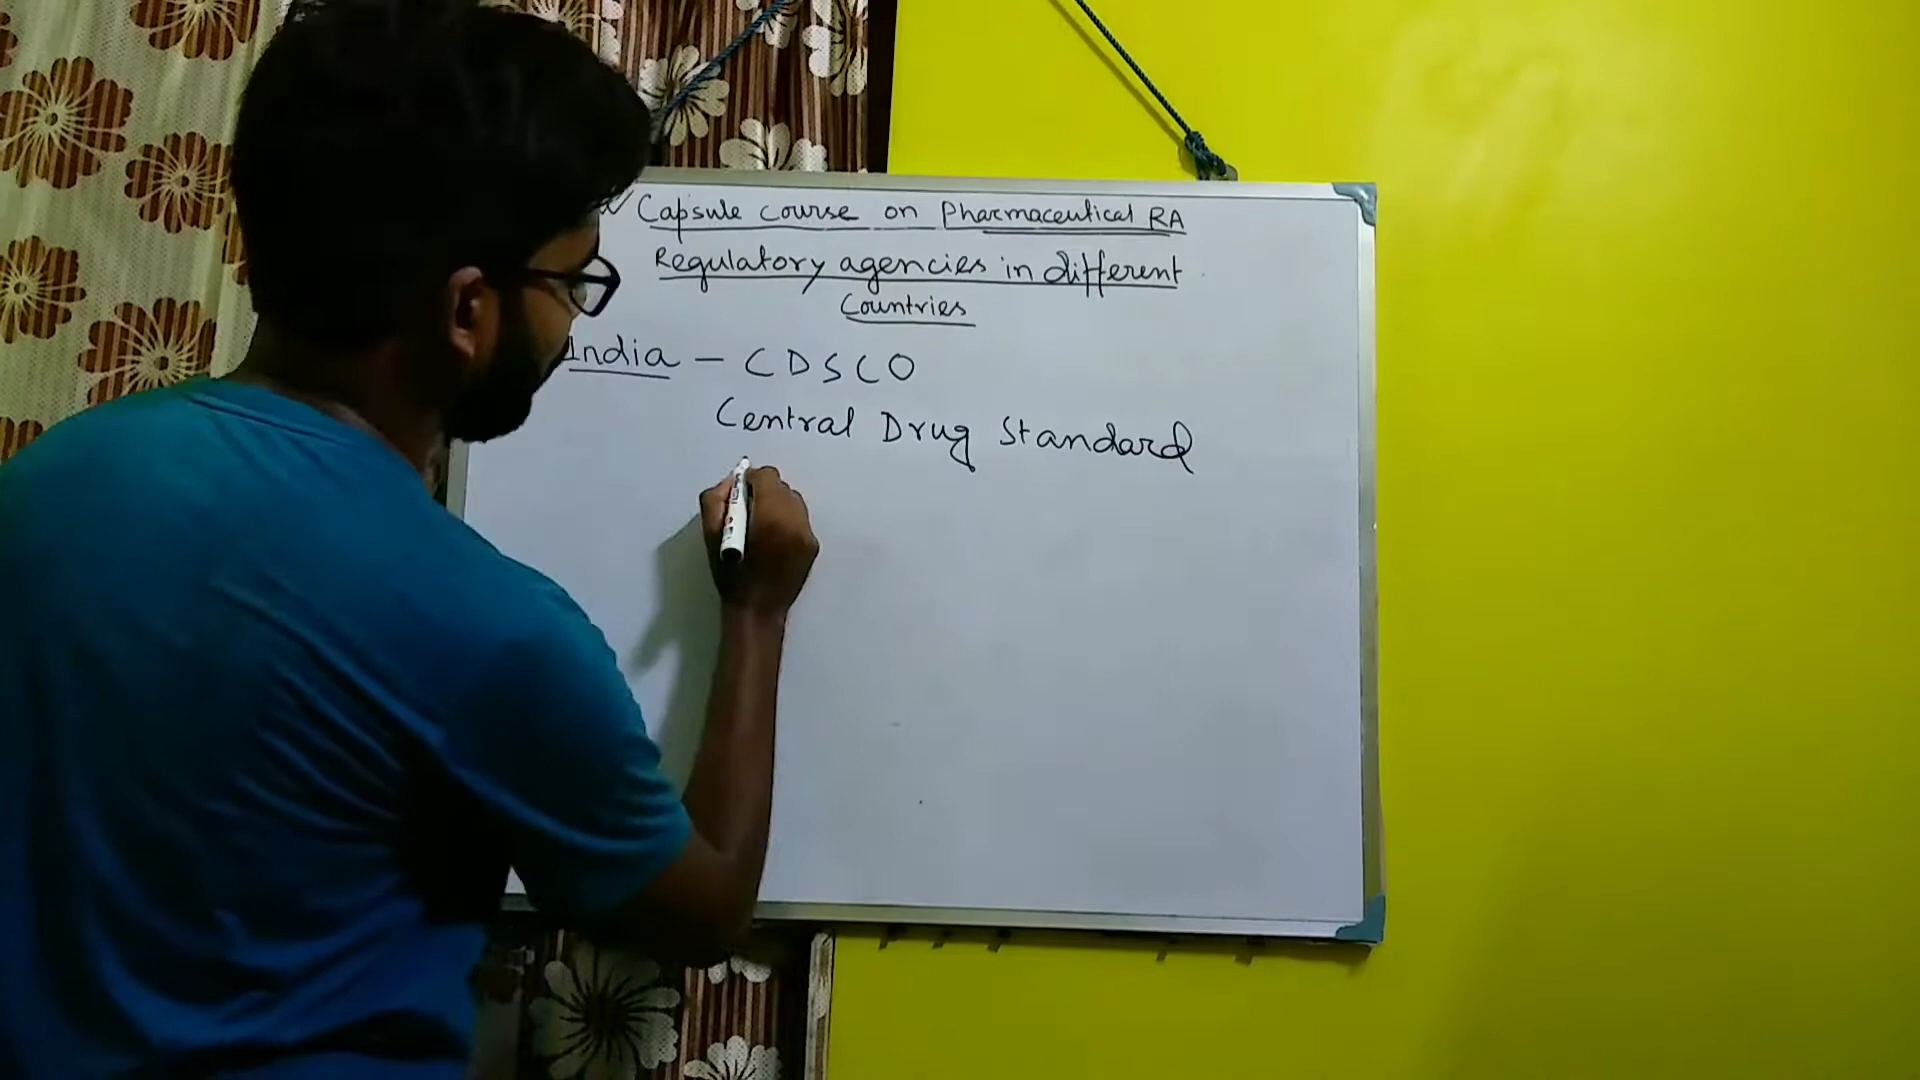 Capsule course on Pharmaceutical RA
Regulatory agencies in different
Countries
India - CDSCO
Central Drug Standard